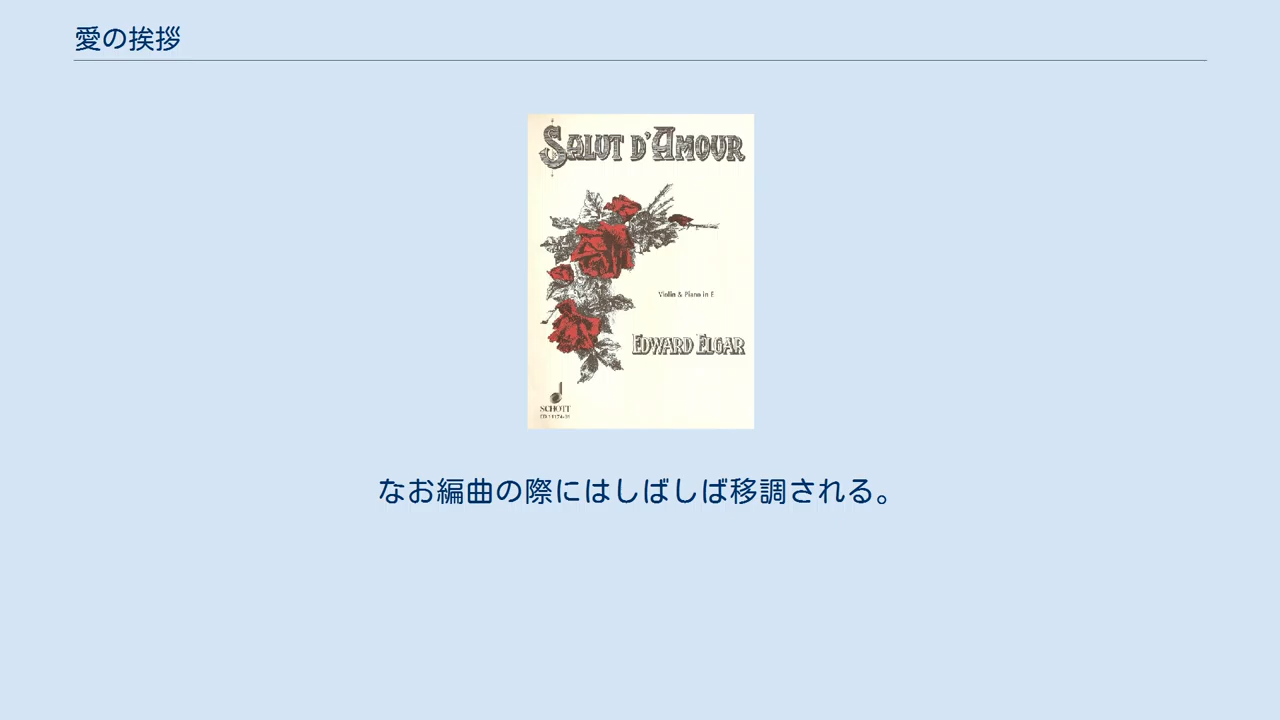 愛の挨拶
SALUT D'AMOUR
Violin & Piano in E
EDWARD ELGAR
SCHOTT
なお編曲の際にはしばしば移調される。